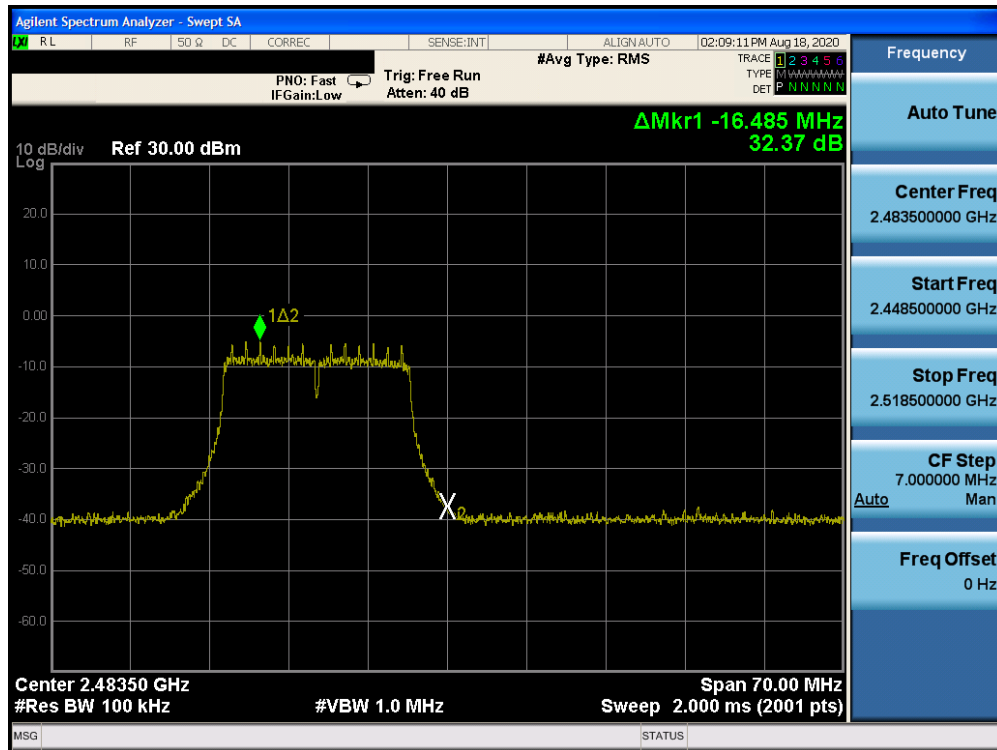 Agilent Spectrum Analyzer - Swept SA
LXI RL RF 50 Ω DC CORREC SENSE:INT ALIGN AUTO 02:09:11 PM Aug 18, 2020
PNO: Fast
IFGain:Low
Trig: Free Run
Atten: 40 dB
#Avg Type: RMS
TRACE 1 2 3 4 5 6
TYPE M
DET P N N N N N
ΔMkr1 -16.485 MHz
32.37 dB
10 dB/div Ref 30.00 dBm
Log
20.0
10.0
0.00
-10.0
-20.0
-30.0
-40.0
-50.0
-60.0
1Δ2
2
Center 2.48350 GHz
Span 70.00 MHz
#Res BW 100 kHz
#VBW 1.0 MHz
Sweep 2.000 ms (2001 pts)
MSG
STATUS
Frequency
Auto Tune
Center Freq
2.483500000 GHz
Start Freq
2.448500000 GHz
Stop Freq
2.518500000 GHz
CF Step
7.000000 MHz
Auto Man
Freq Offset
0 Hz